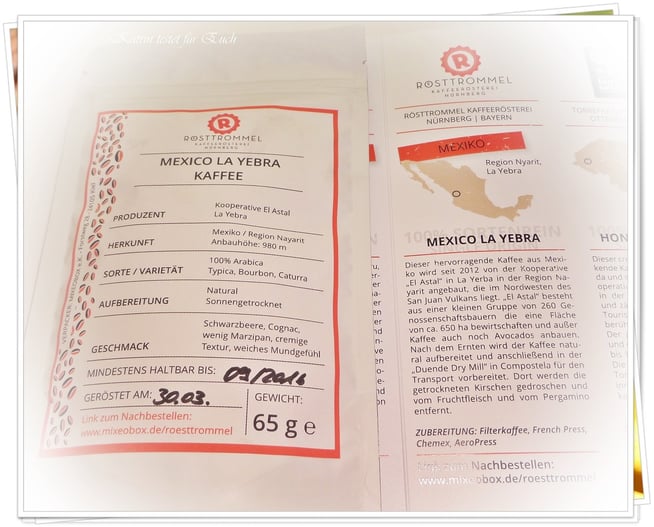 Katrin testet für Euch
RÖSTTROMMEL
KAFFEERÖSTEREI
NÜRNBERG
MEXICO LA YEBRA
KAFFEE
PRODUZENT
Kooperative El Astal
La Yebra
HERKUNFT
Mexiko / Region Nayarit
Anbauhöhe: 980 m
SORTE / VARIETÄT
100% Arabica
Typica, Bourbon, Caturra
AUFBEREITUNG
Natural
Sonnengetrocknet
GESCHMACK
Schwarzbeere, Cognac,
wenig Marzipan, cremige
Textur, weiches Mundgefühl
MINDESTENS HALTBAR BIS: 09/2016
GERÖSTET AM: 30.03.
GEWICHT:
65 g e
Link zum Nachbestellen:
www.mixeobox.de/roesttrommel
RÖSTTROMMEL
KAFFEERÖSTEREI
NÜRNBERG
RÖSTTROMMEL KAFFEERÖSTEREI
NÜRNBERG | BAYERN
MEXIKO
Region Nyarit,
La Yebra
100% SORTENREIN
MEXICO LA YEBRA
Dieser hervorragende Kaffee aus Mexi-
ko wird seit 2012 von der Kooperative
„El Astal" in La Yerba in der Region Na-
yarit angebaut, die im Nordwesten des
San Juan Vulkans liegt. „El Astal" besteht
aus einer kleinen Gruppe von 260 Ge-
nossenschaftsbauern die eine Fläche
von ca. 650 ha bewirtschaften und außer
Kaffee auch noch Avocados anbauen.
Nach dem Ernten wird der Kaffee natu-
ral aufbereitet und anschließend in der
„Duende Dry Mill" in Compostela für den
Transport vorbereitet. Dort werden die
getrockneten Kirschen gedroschen und
vom Fruchtfleisch und vom Pergamino
entfernt.
ZUBEREITUNG: Filterkaffee, French Press,
Chemex, AeroPress
Link zum Nachbestellen:
www.mixeobox.de/roesttrommel
HON